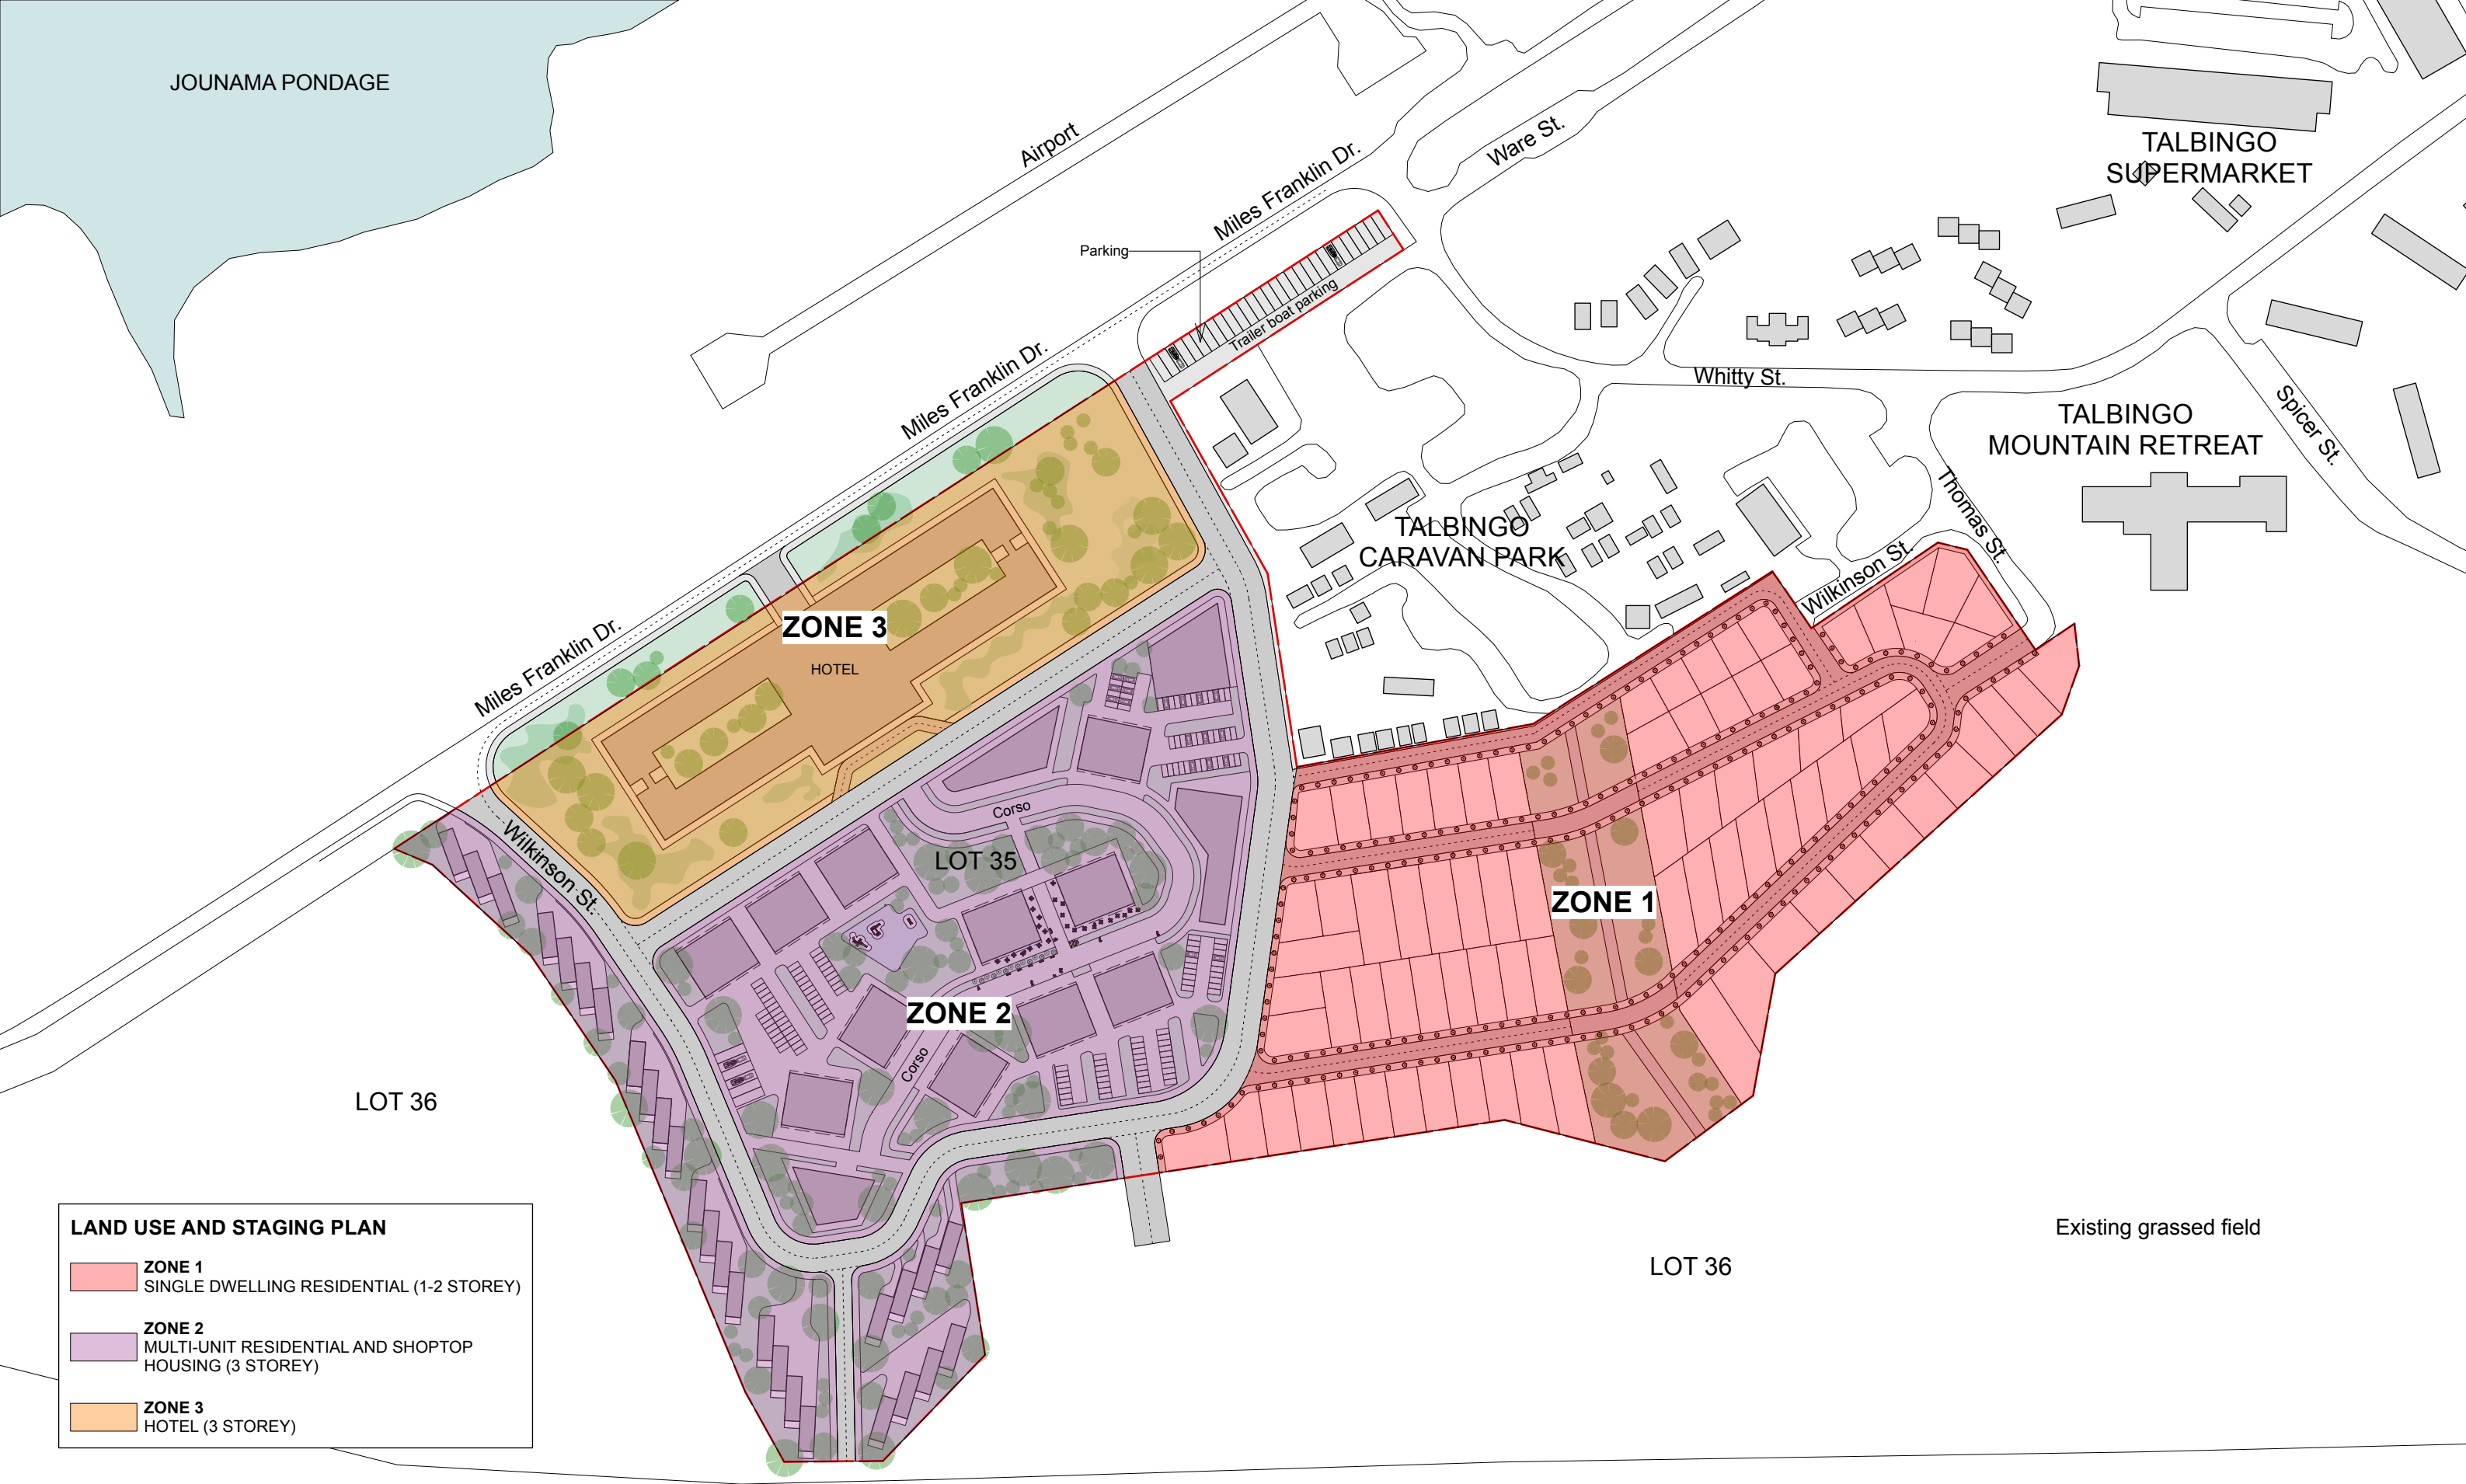 JOUNAMA PONDAGE
Airport
Miles Franklin Dr.
Ware St.
TALBINGO
SUPERMARKET
Parking
Trailer boat parking
Miles Franklin Dr.
Whitty St.
Spicer St.
TALBINGO
MOUNTAIN RETREAT
Thomas St.
TALBINGO
CARAVAN PARK
Wilkinson St.
Miles Franklin Dr.
ZONE 3
HOTEL
Corso
LOT 35
Wilkinson St.
ZONE 1
ZONE 2
Corso
LOT 36
Existing grassed field
LOT 36
LAND USE AND STAGING PLAN
ZONE 1
SINGLE DWELLING RESIDENTIAL (1-2 STOREY)
ZONE 2
MULTI-UNIT RESIDENTIAL AND SHOPTOP
HOUSING (3 STOREY)
ZONE 3
HOTEL (3 STOREY)